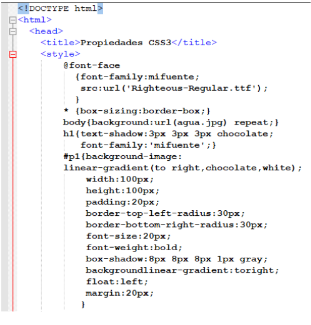 <!DOCTYPE html>
<html>
<head>
<title>Propiedades CSS3</title>
<style>
@font-face
{font-family:mifuente;
src:url('Righteous-Regular.ttf');
}
* {box-sizing:border-box;}
body{background:url(agua.jpg) repeat;}
h1{text-shadow:3px 3px 3px chocolate;
font-family:'mifuente';}
#p1{background-image:
linear-gradient(to right,chocolate,white);
width:100px;
height:100px;
padding:20px;
border-top-left-radius:30px;
border-bottom-right-radius:30px;
font-size:20px;
font-weight:bold;
box-shadow:8px 8px 8px 1px gray;
backgroundlinear-gradient:toright;
float:left;
margin:20px;
}